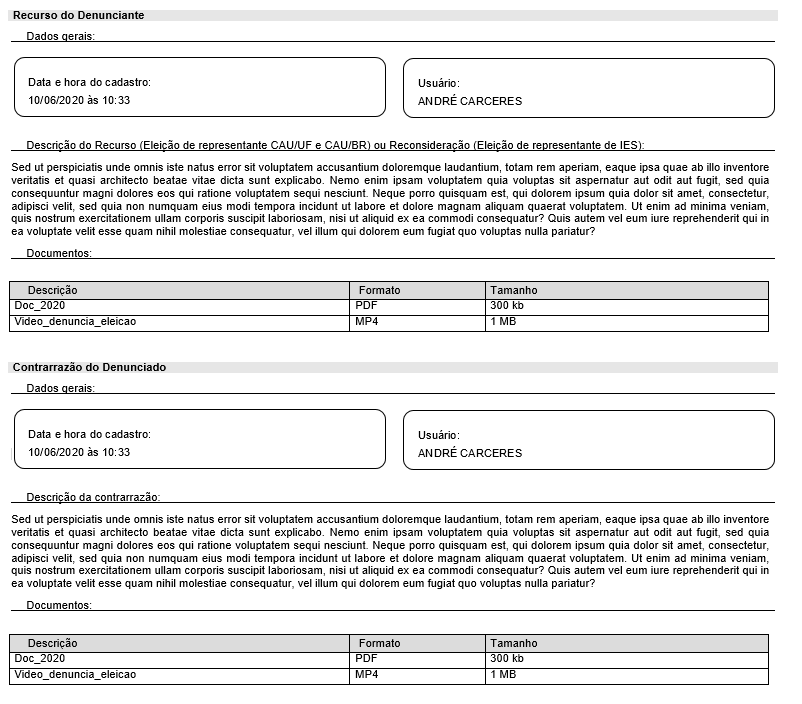 Recurso do Denunciante
Dados gerais:
Data e hora do cadastro:
10/06/2020 às 10:33
Usuário:
ANDRÉ CARCERES
Descrição do Recurso (Eleição de representante CAU/UF e CAU/BR) ou Reconsideração (Eleição de representante de IES):
Sed ut perspiciatis unde omnis iste natus error sit voluptatem accusantium doloremque laudantium, totam rem aperiam, eaque ipsa quae ab illo inventore
veritatis et quasi architecto beatae vitae dicta sunt explicabo. Nemo enim ipsam voluptatem quia voluptas sit aspernatur aut odit aut fugit, sed quia
consequuntur magni dolores eos qui ratione voluptatem sequi nesciunt. Neque porro quisquam est, qui dolorem ipsum quia dolor sit amet, consectetur,
adipisci velit, sed quia non numquam eius modi tempora incidunt ut labore et dolore magnam aliquam quaerat voluptatem. Ut enim ad minima veniam,
quis nostrum exercitationem ullam corporis suscipit laboriosam, nisi ut aliquid ex ea commodi consequatur? Quis autem vel eum iure reprehenderit qui in
ea voluptate velit esse quam nihil molestiae consequatur, vel illum qui dolorem eum fugiat quo voluptas nulla pariatur?
Documentos:
Descrição Formato Tamanho
Doc_2020 PDF 300 kb
Video_denuncia_eleicao MP4 1 MB
Contrarrazão do Denunciado
Dados gerais:
Data e hora do cadastro:
10/06/2020 às 10:33
Usuário:
ANDRÉ CARCERES
Descrição da contrarrazão:
Sed ut perspiciatis unde omnis iste natus error sit voluptatem accusantium doloremque laudantium, totam rem aperiam, eaque ipsa quae ab illo inventore
veritatis et quasi architecto beatae vitae dicta sunt explicabo. Nemo enim ipsam voluptatem quia voluptas sit aspernatur aut odit aut fugit, sed quia
consequuntur magni dolores eos qui ratione voluptatem sequi nesciunt. Neque porro quisquam est, qui dolorem ipsum quia dolor sit amet, consectetur,
adipisci velit, sed quia non numquam eius modi tempora incidunt ut labore et dolore magnam aliquam quaerat voluptatem. Ut enim ad minima veniam,
quis nostrum exercitationem ullam corporis suscipit laboriosam, nisi ut aliquid ex ea commodi consequatur? Quis autem vel eum iure reprehenderit qui in
ea voluptate velit esse quam nihil molestiae consequatur, vel illum qui dolorem eum fugiat quo voluptas nulla pariatur?
Documentos:
Descrição Formato Tamanho
Doc_2020 PDF 300 kb
Video_denuncia_eleicao MP4 1 MB